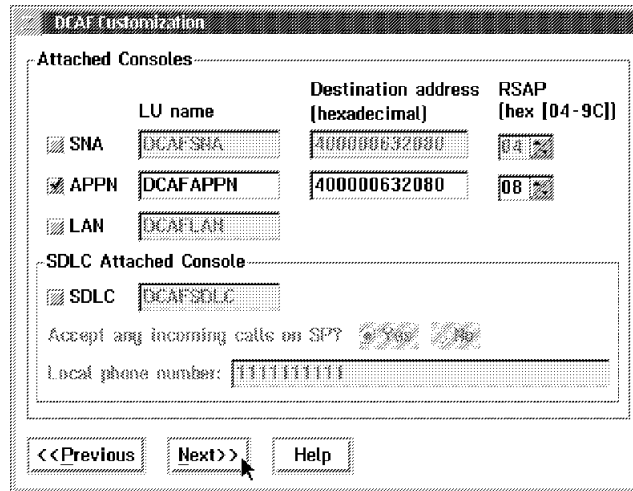 DCAF Customization
Attached Consoles
LU name Destination address (hexadecimal) RSAP (hex [04-9C])
SNA DCAFSNA 400000632080 04
APPN DCAFAPPN 400000632080 08
LAN DCAFLAN
SDLC Attached Console
SDLC DCAFSDLC
Accept any incoming calls on SP? Yes No
Local phone number: 1111111111
<<Previous Next>> Help